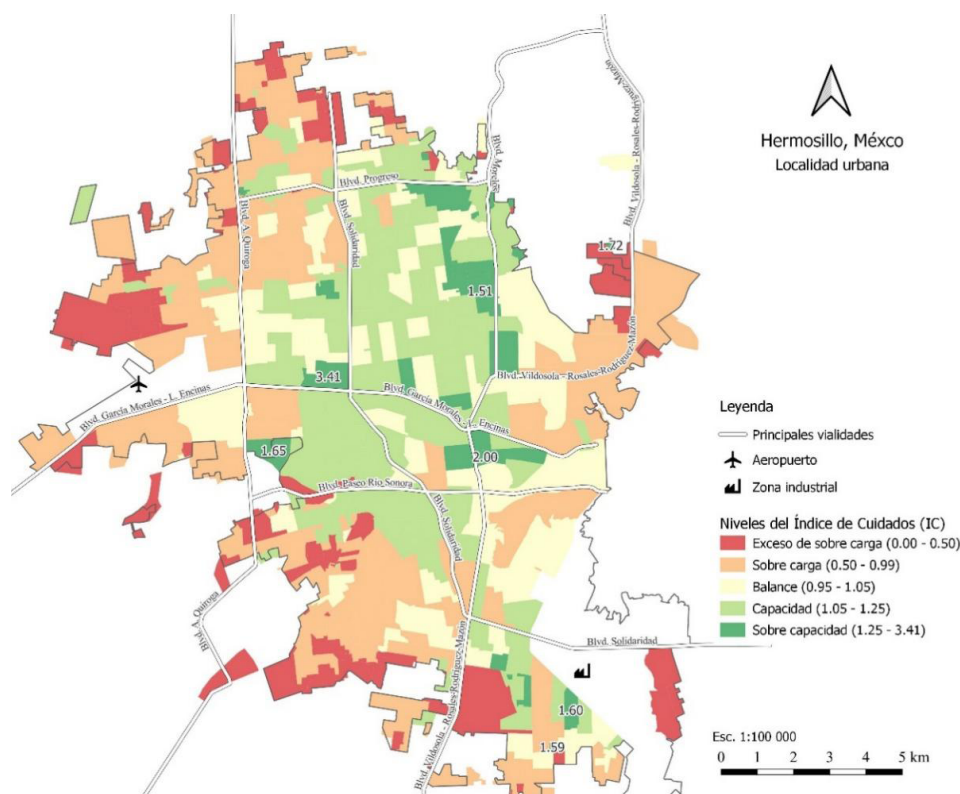 Hermosillo, Méxco
Localidad urbana
Blvd. Morelos
Blvd. Vildosola - Rosales-Rodriguez-Mazón
Blvd. Progreso
Blvd. A. Quiroga
Blvd. Solidaridad
1.72
1.51
3.41
Blvd. Vildosola - Rosales-Rodriguez-Mazón
Blvd. García Morales - L. Encinas
Blvd. García Morales - L. Encinas
1.65
2.00
Blvd. Paseo Rio Sonora
Blvd. Solidaridad
Blvd. A. Quiroga
Blvd. Solidaridad
Blvd. Vildosola - Rosales-Rodriguez-Mazón
1.60
1.59
Leyenda
Principales vialidades
Aeropuerto
Zona industrial
Niveles del Índice de Cuidados (IC)
Exceso de sobre carga (0.00 - 0.50)
Sobre carga (0.50 - 0.99)
Balance (0.95 - 1.05)
Capacidad (1.05 - 1.25)
Sobre capacidad (1.25 - 3.41)
Esc. 1:100 000
0 1 2 3 4 5 km